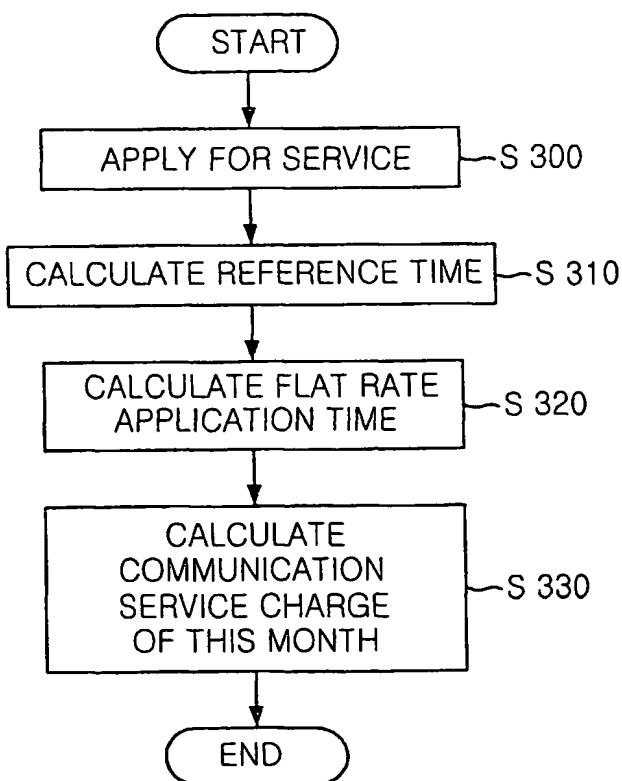 START
APPLY FOR SERVICE
S 300
CALCULATE REFERENCE TIME
S 310
CALCULATE FLAT RATE
APPLICATION TIME
S 320
CALCULATE
COMMUNICATION
SERVICE CHARGE
OF THIS MONTH
S 330
END